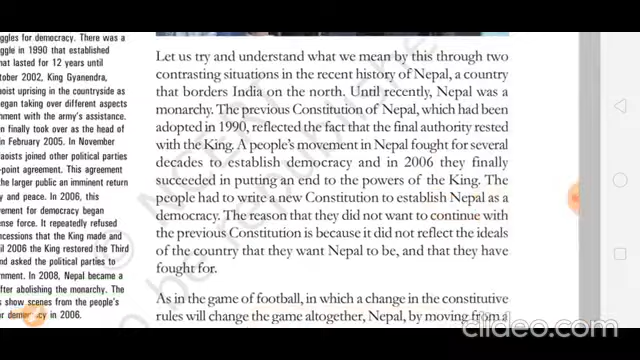 ggles for democracy. There was a
ggle in 1990 that established
hat lasted for 12 years until
tober 2002, King Gyanendra,
oist uprising in the countryside as
egan taking over different aspects
nment with the army's assistance.
n finally took over as the head of
in February 2005. In November
aoists joined other political parties
-point agreement. This agreement
the larger public an imminent return
y and peace. In 2006, this
vement for democracy began
ense force. It repeatedly refused
ncessions that the King made and
il 2006 the King restored the Third
nd asked the political parties to
rnment. In 2008, Nepal became a
fter abolishing the monarchy. The
s show scenes from the people's
or democracy in 2006.
Let us try and understand what we mean by this through two
contrasting situations in the recent history of Nepal, a country
that borders India on the north. Until recently, Nepal was a
monarchy. The previous Constitution of Nepal, which had been
adopted in 1990, reflected the fact that the final authority rested
with the King. A people's movement in Nepal fought for several
decades to establish democracy and in 2006 they finally
succeeded in putting an end to the powers of the King. The
people had to write a new Constitution to establish Nepal as a
democracy. The reason that they did not want to continue with
the previous Constitution is because it did not reflect the ideals
of the country that they want Nepal to be, and that they have
fought for.
As in the game of football, in which a change in the constitutive
rules will change the game altogether, Nepal, by moving from a
© NCERT
o be republished
clideo.com